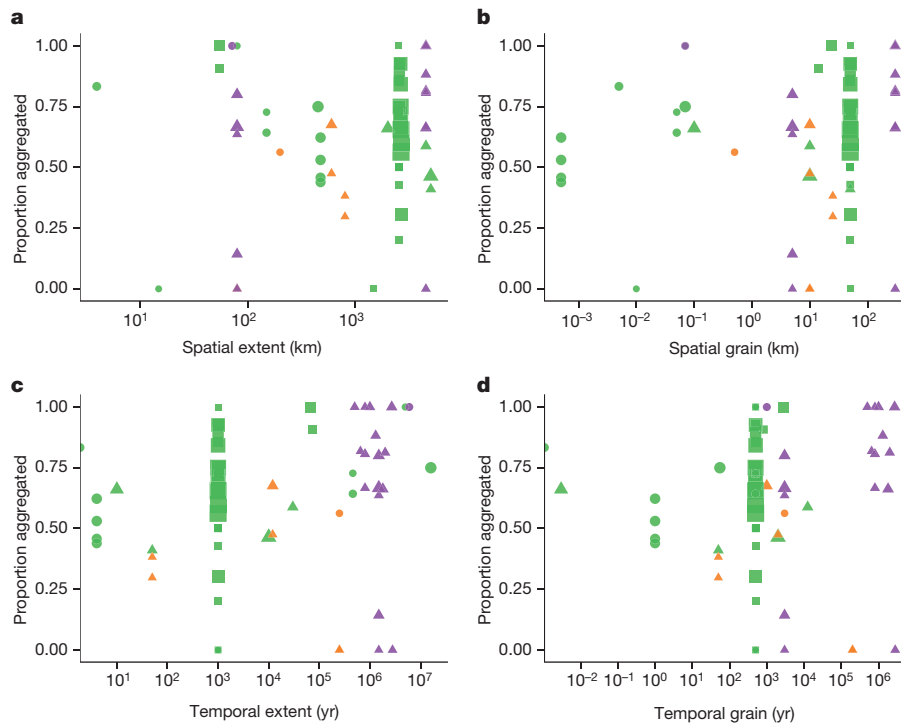 a
Proportion aggregated
1.00
0.75
0.50
0.25
0.00
10¹ 10² 10³
Spatial extent (km)
b
Proportion aggregated
1.00
0.75
0.50
0.25
0.00
10⁻³ 10⁻² 10⁻¹ 10⁰ 10¹ 10²
Spatial grain (km)
c
Proportion aggregated
1.00
0.75
0.50
0.25
0.00
10¹ 10² 10³ 10⁴ 10⁵ 10⁶ 10⁷
Temporal extent (yr)
d
Proportion aggregated
1.00
0.75
0.50
0.25
0.00
10⁻² 10⁻¹ 10⁰ 10¹ 10² 10³ 10⁴ 10⁵ 10⁶
Temporal grain (yr)